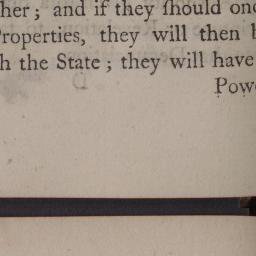 her; and if they ſhould onc
Properties, they will then b
h the State; they will have
Pow